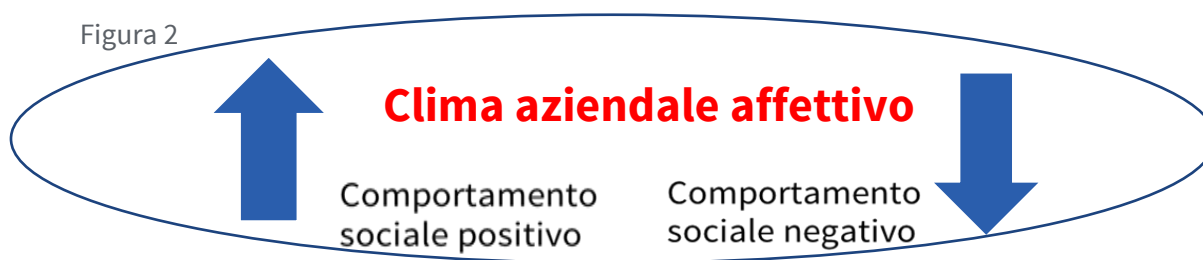 Figura 2
Clima aziendale affettivo
Comportamento
sociale positivo
Comportamento
sociale negativo